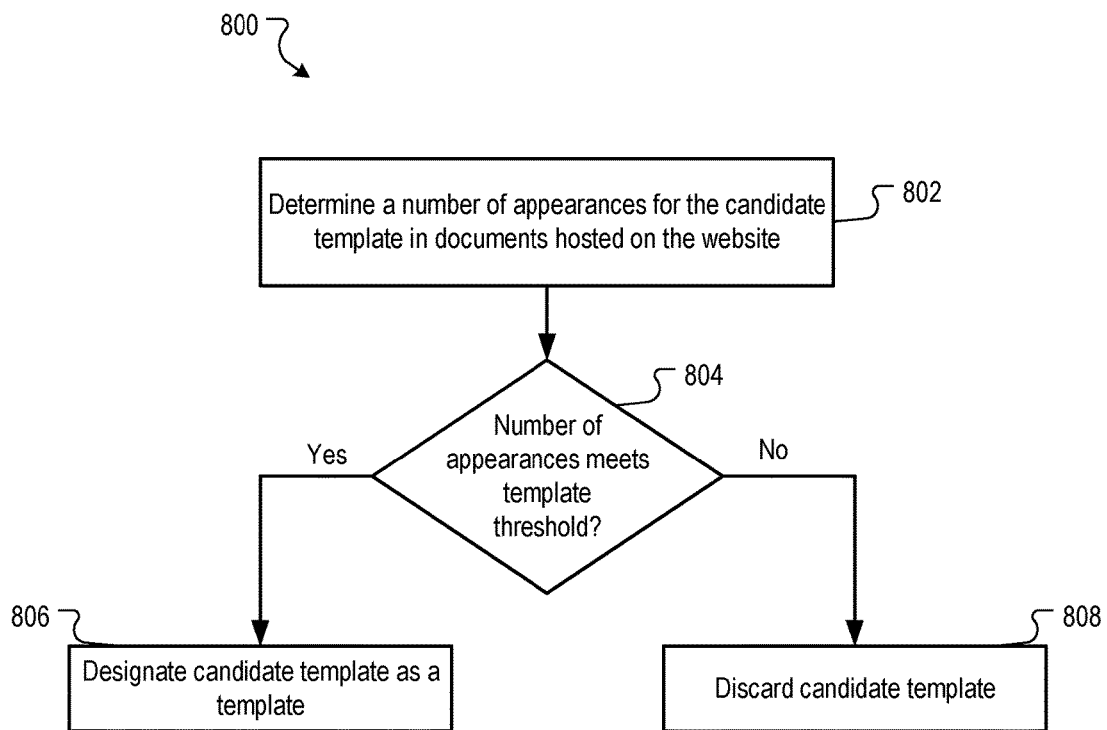 800
Determine a number of appearances for the candidate
template in documents hosted on the website
802
804
Number of
appearances meets
template
threshold?
Yes
No
806
Designate candidate template as a
template
808
Discard candidate template